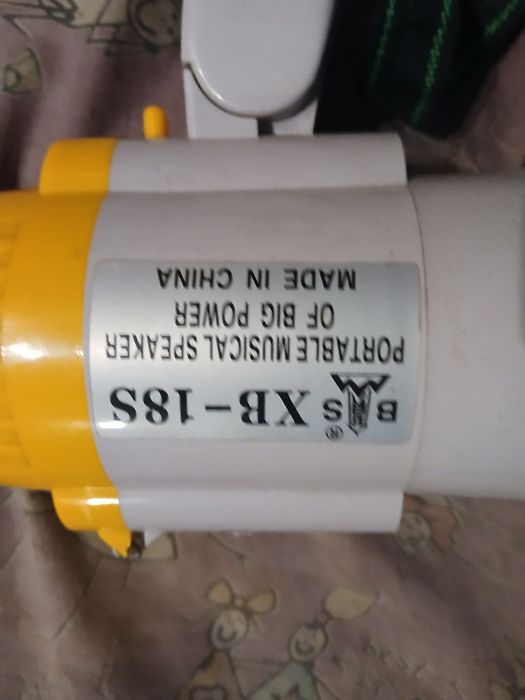 BMS® XB-18S
PORTABLE MUSICAL SPEAKER
OF BIG POWER
MADE IN CHINA